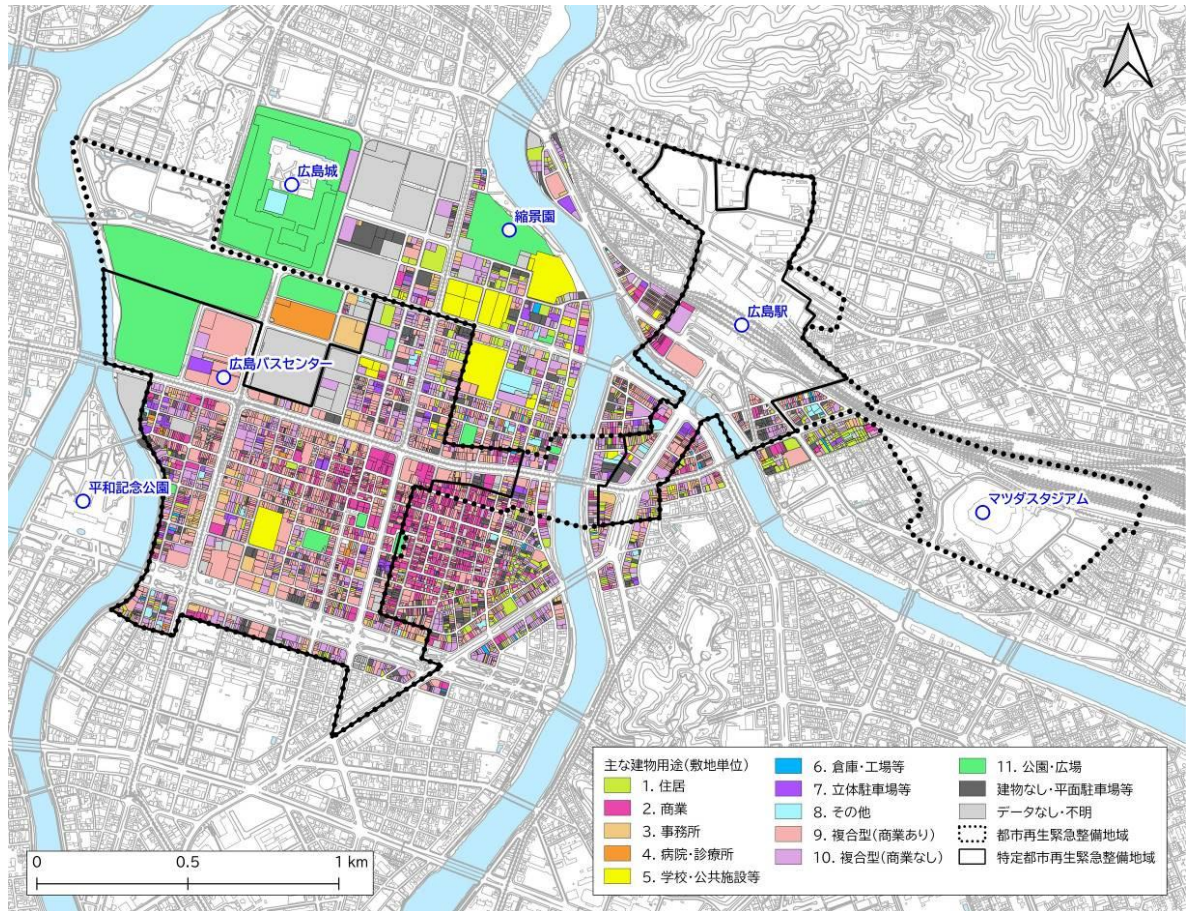 広島城
縮景園
広島駅
広島バスセンター
平和記念公園
マツダスタジアム
主な建物用途(敷地単位)
1. 住居
2. 商業
3. 事務所
4. 病院・診療所
5. 学校・公共施設等
6. 倉庫・工場等
7. 立体駐車場等
8. その他
9. 複合型(商業あり)
10. 複合型(商業なし)
11. 公園・広場
建物なし・平面駐車場等
データなし・不明
都市再生緊急整備地域
特定都市再生緊急整備地域
0 0.5 1 km